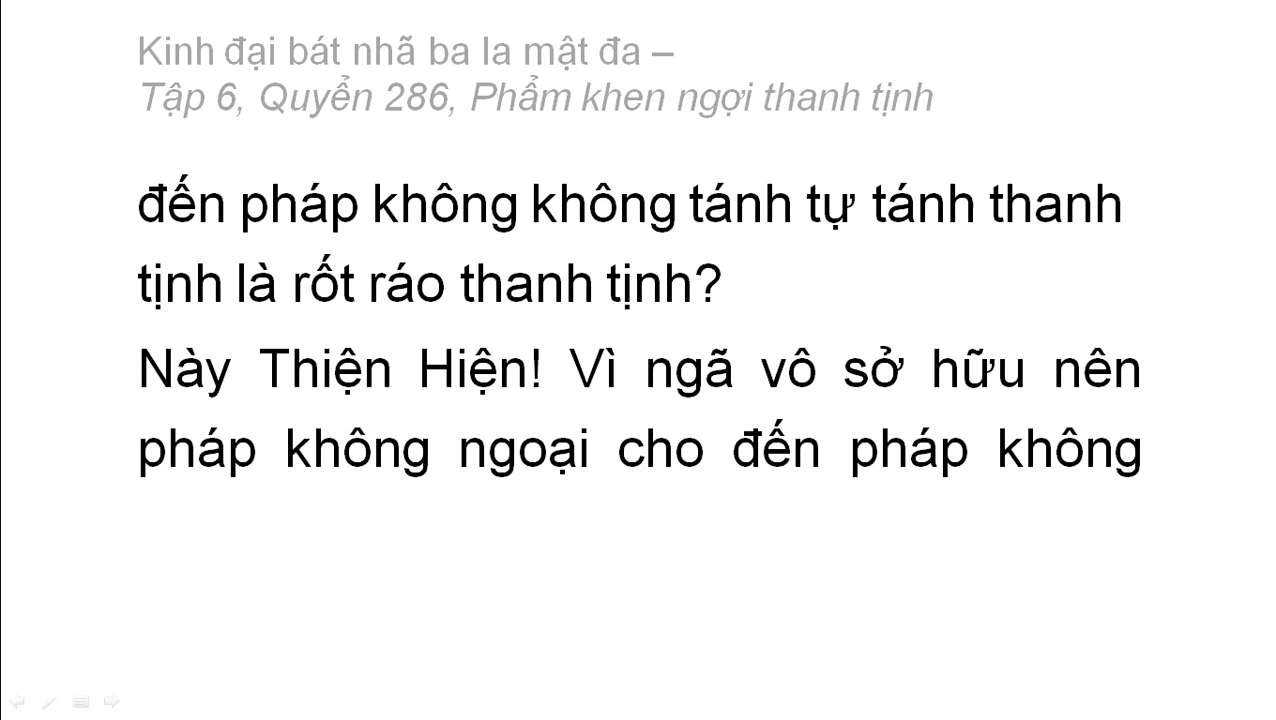 Kinh đại bát nhã ba la mật đa –
Tập 6, Quyển 286, Phẩm khen ngợi thanh tịnh
đến pháp không không tánh tự tánh thanh
tịnh là rốt ráo thanh tịnh?
Này Thiện Hiện! Vì ngã vô sở hữu nên
pháp không ngoại cho đến pháp không